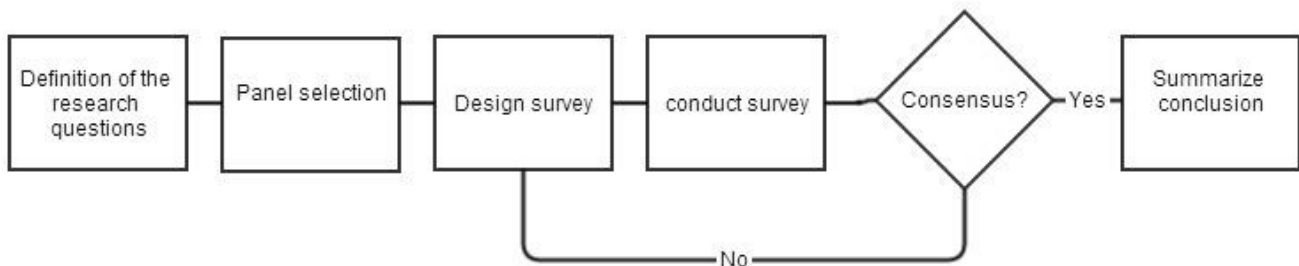 Definition of the
research
questions
Panel selection
Design survey
conduct survey
Consensus?
Yes
Summarize
conclusion
No